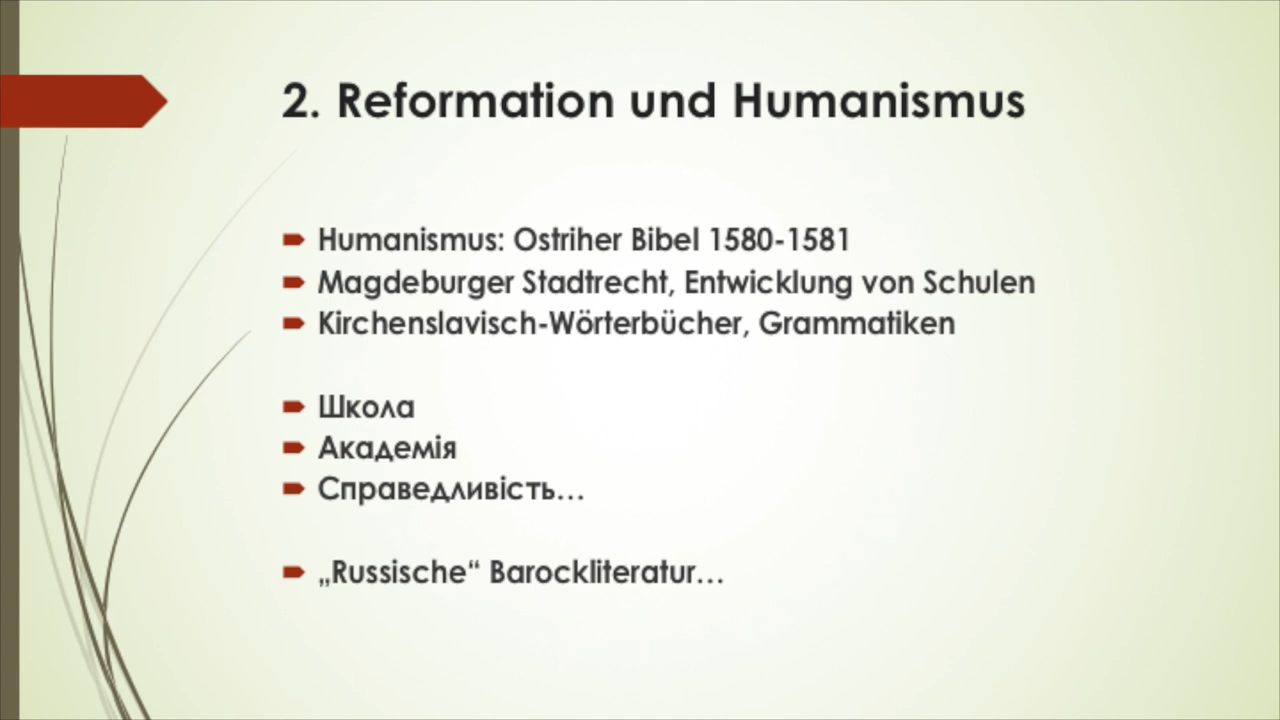 2. Reformation und Humanismus
Humanismus: Ostriher Bibel 1580-1581
Magdeburger Stadtrecht, Entwicklung von Schulen
Kirchenslavisch-Wörterbücher, Grammatiken
Школа
Академія
Справедливість…
„Russische“ Barockliteratur…